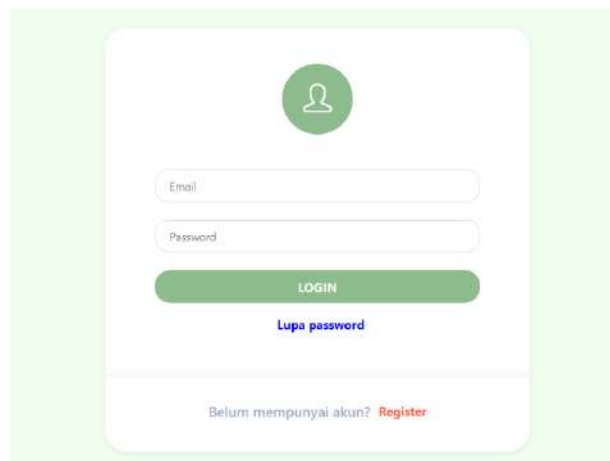 Email
Password
LOGIN
Lupa password
Belum mempunyai akun? Register